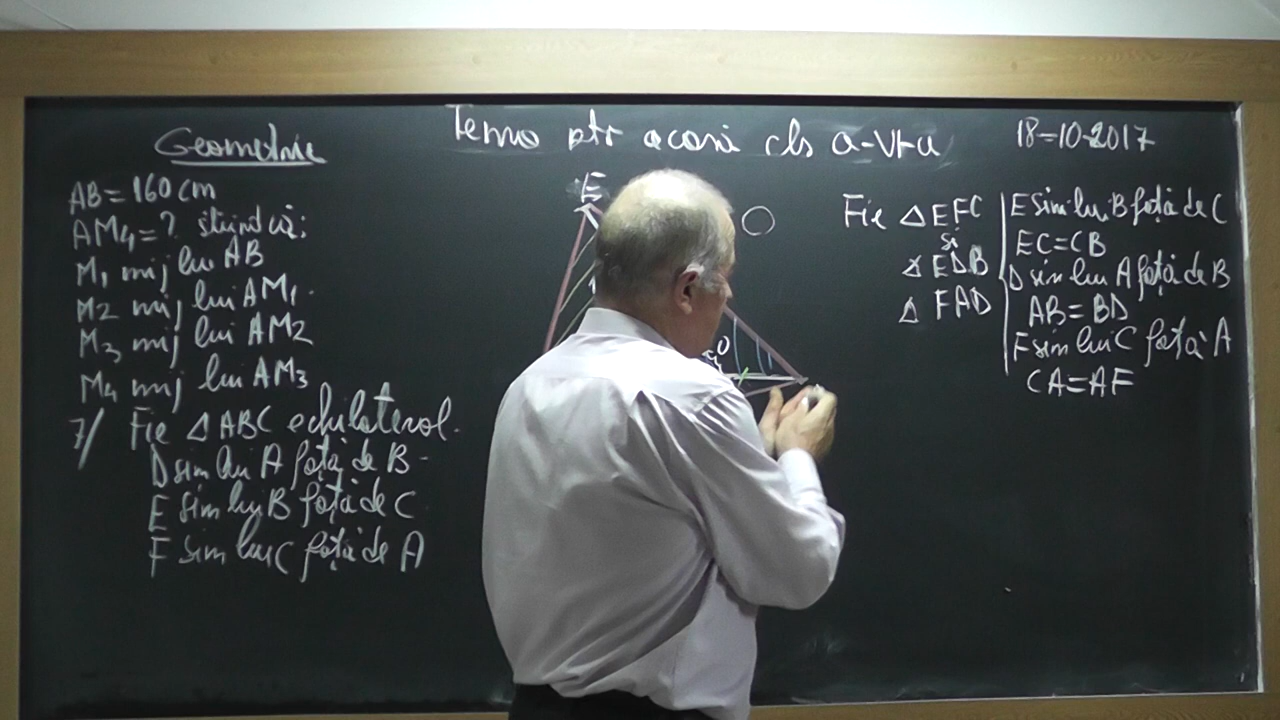 Geometrie
Tema ptr acasă cls a-VI-a
18-10-2017
AB = 160 cm
AM4 = ? știind că:
M1 mij lui AB
M2 mij lui AM1.
M3 mij lui AM2
M4 mij lui AM3
7/ Fie △ABC echilateral.
D sim lui A față de B
E sim lui B față de C
F sim lui C față de A
E
Fie △EFC
și
△ EDB
△ FAD
E sim lui B față de C
EC = CB
D sim lui A față de B
AB = BD
F sim lui C față A
CA = AF